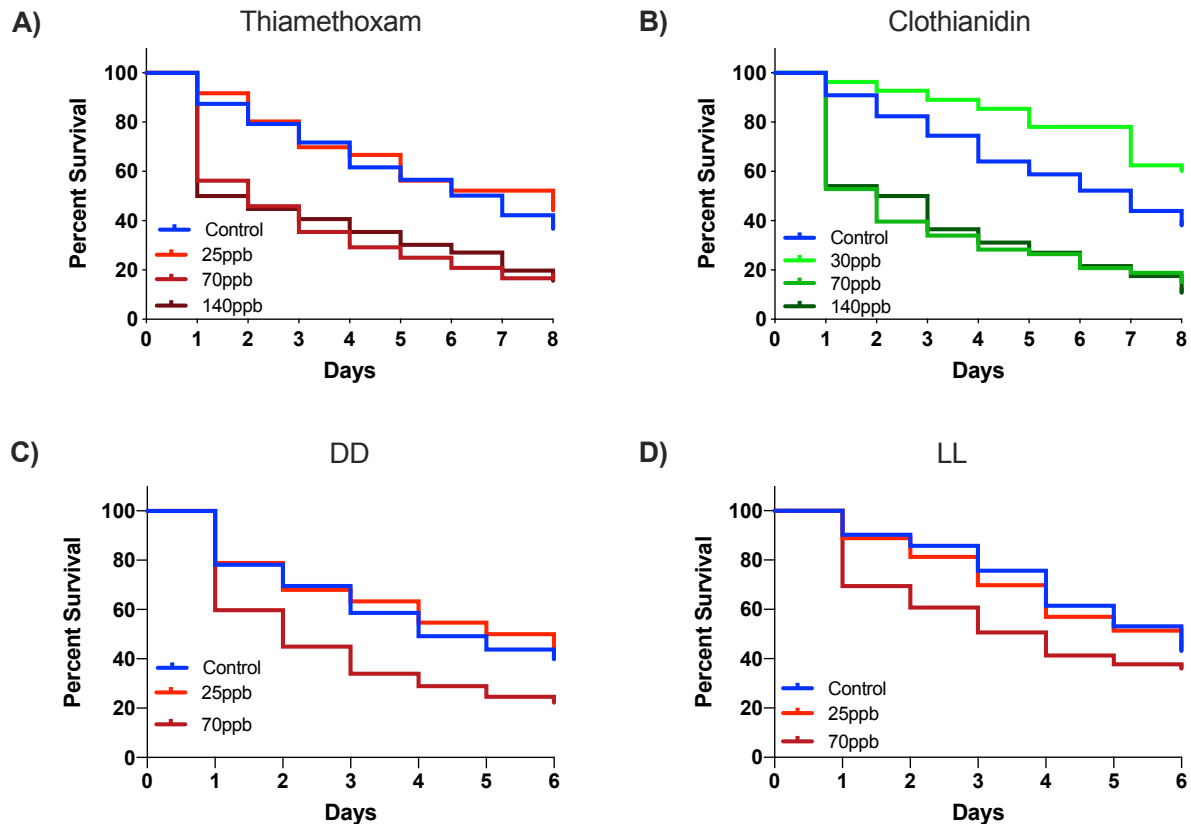 A)
Thiamethoxam
Percent Survival
100
80
60
40
20
0
Control
25ppb
70ppb
140ppb
0 1 2 3 4 5 6 7 8
Days
B)
Clothianidin
Percent Survival
100
80
60
40
20
0
Control
30ppb
70ppb
140ppb
0 1 2 3 4 5 6 7 8
Days
C)
DD
Percent Survival
100
80
60
40
20
0
Control
25ppb
70ppb
0 1 2 3 4 5 6
Days
D)
LL
Percent Survival
100
80
60
40
20
0
Control
25ppb
70ppb
0 1 2 3 4 5 6
Days